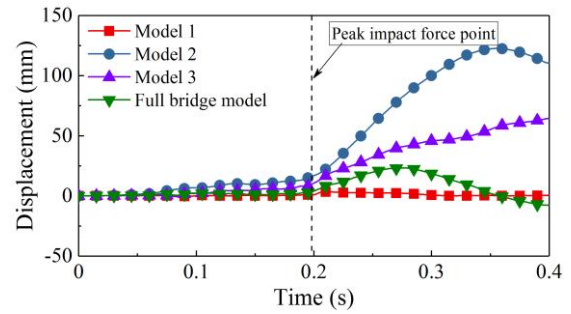 150
100
50
0
-50
Displacement (mm)
Model 1
Model 2
Model 3
Full bridge model
Peak impact force point
0
0.1
0.2
0.3
0.4
Time (s)